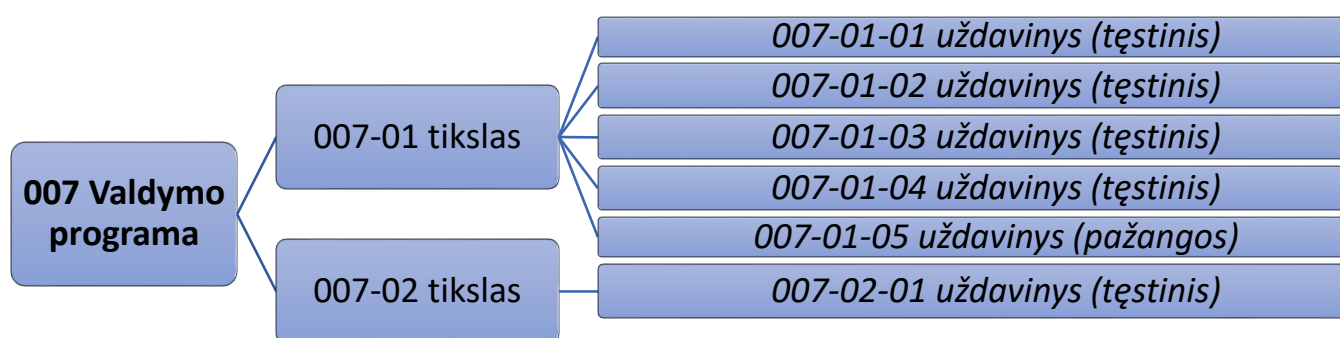 007 Valdymo
programa
007-01 tikslas
007-01-01 uždavinys (tęstinis)
007-01-02 uždavinys (tęstinis)
007-01-03 uždavinys (tęstinis)
007-01-04 uždavinys (tęstinis)
007-01-05 uždavinys (pažangos)
007-02 tikslas
007-02-01 uždavinys (tęstinis)